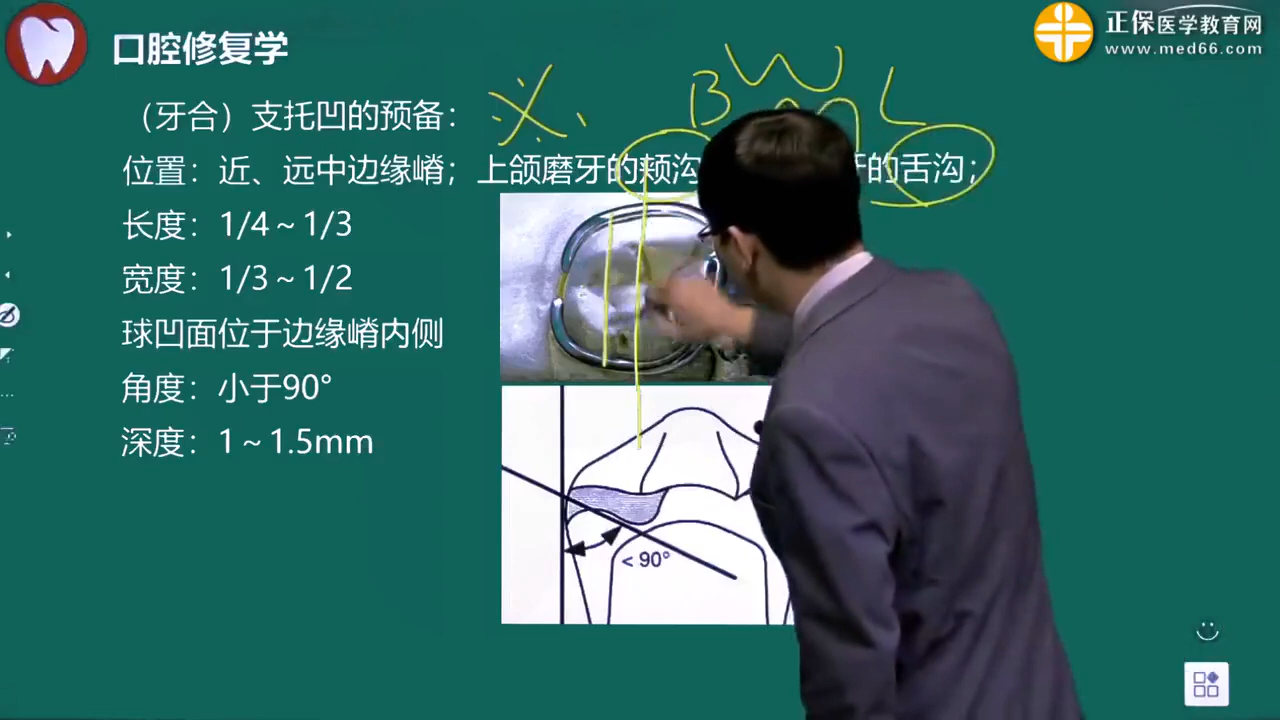 口腔修复学
正保医学教育网
www.med66.com
B W L
（牙合）支托凹的预备：
位置：近、远中边缘嵴；上颌磨牙的颊沟 牙的舌沟；
长度：1/4～1/3
宽度：1/3～1/2
球凹面位于边缘嵴内侧
角度：小于90°
深度：1～1.5mm
< 90°